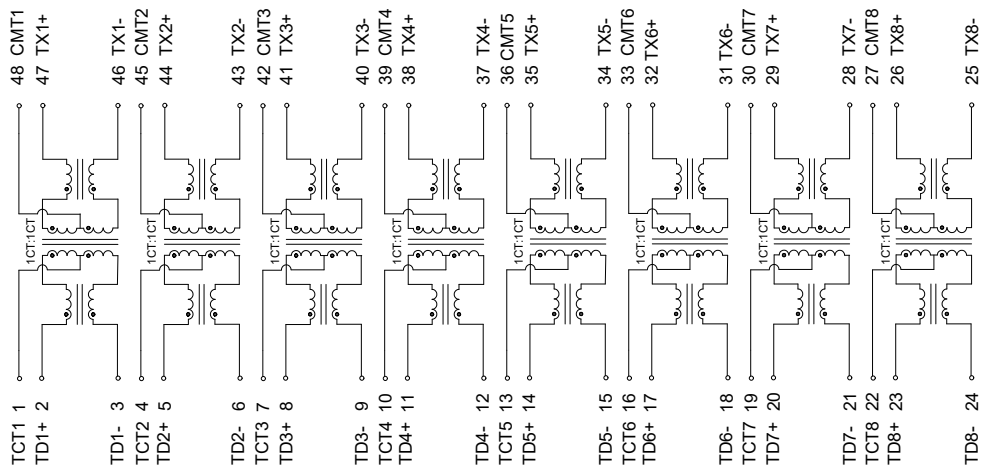 48 CMT1
47 TX1+
46 TX1-
45 CMT2
44 TX2+
43 TX2-
42 CMT3
41 TX3+
40 TX3-
39 CMT4
38 TX4+
37 TX4-
36 CMT5
35 TX5+
34 TX5-
33 CMT6
32 TX6+
31 TX6-
30 CMT7
29 TX7+
28 TX7-
27 CMT8
26 TX8+
25 TX8-
1CT:1CT
1CT:1CT
1CT:1CT
1CT:1CT
1CT:1CT
1CT:1CT
1CT:1CT
1CT:1CT
TCT1 1
TD1+ 2
TD1- 3
TCT2 4
TD2+ 5
TD2- 6
TCT3 7
TD3+ 8
TD3- 9
TCT4 10
TD4+ 11
TD4- 12
TCT5 13
TD5+ 14
TD5- 15
TCT6 16
TD6+ 17
TD6- 18
TCT7 19
TD7+ 20
TD7- 21
TCT8 22
TD8+ 23
TD8- 24